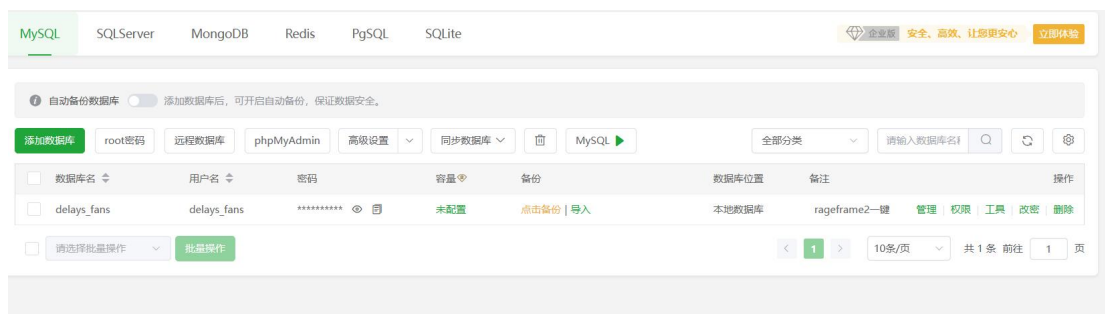 MySQL SQLServer MongoDB Redis PgSQL SQLite 企业版 安全、高效、让您更安心 立即体验
自动备份数据库 添加数据库后，可开启自动备份，保证数据安全。
添加数据库 root密码 远程数据库 phpMyAdmin 高级设置 同步数据库 MySQL 全部分类 请输入数据库名称
数据库名 用户名 密码 容量 备份 数据库位置 备注 操作
delays_fans delays_fans ********** 未配置 点击备份 | 导入 本地数据库 rageframe2一键 管理 | 权限 | 工具 | 改密 | 删除
请选择批量操作 批量操作 < 1 > 10条/页 共 1 条 前往 1 页